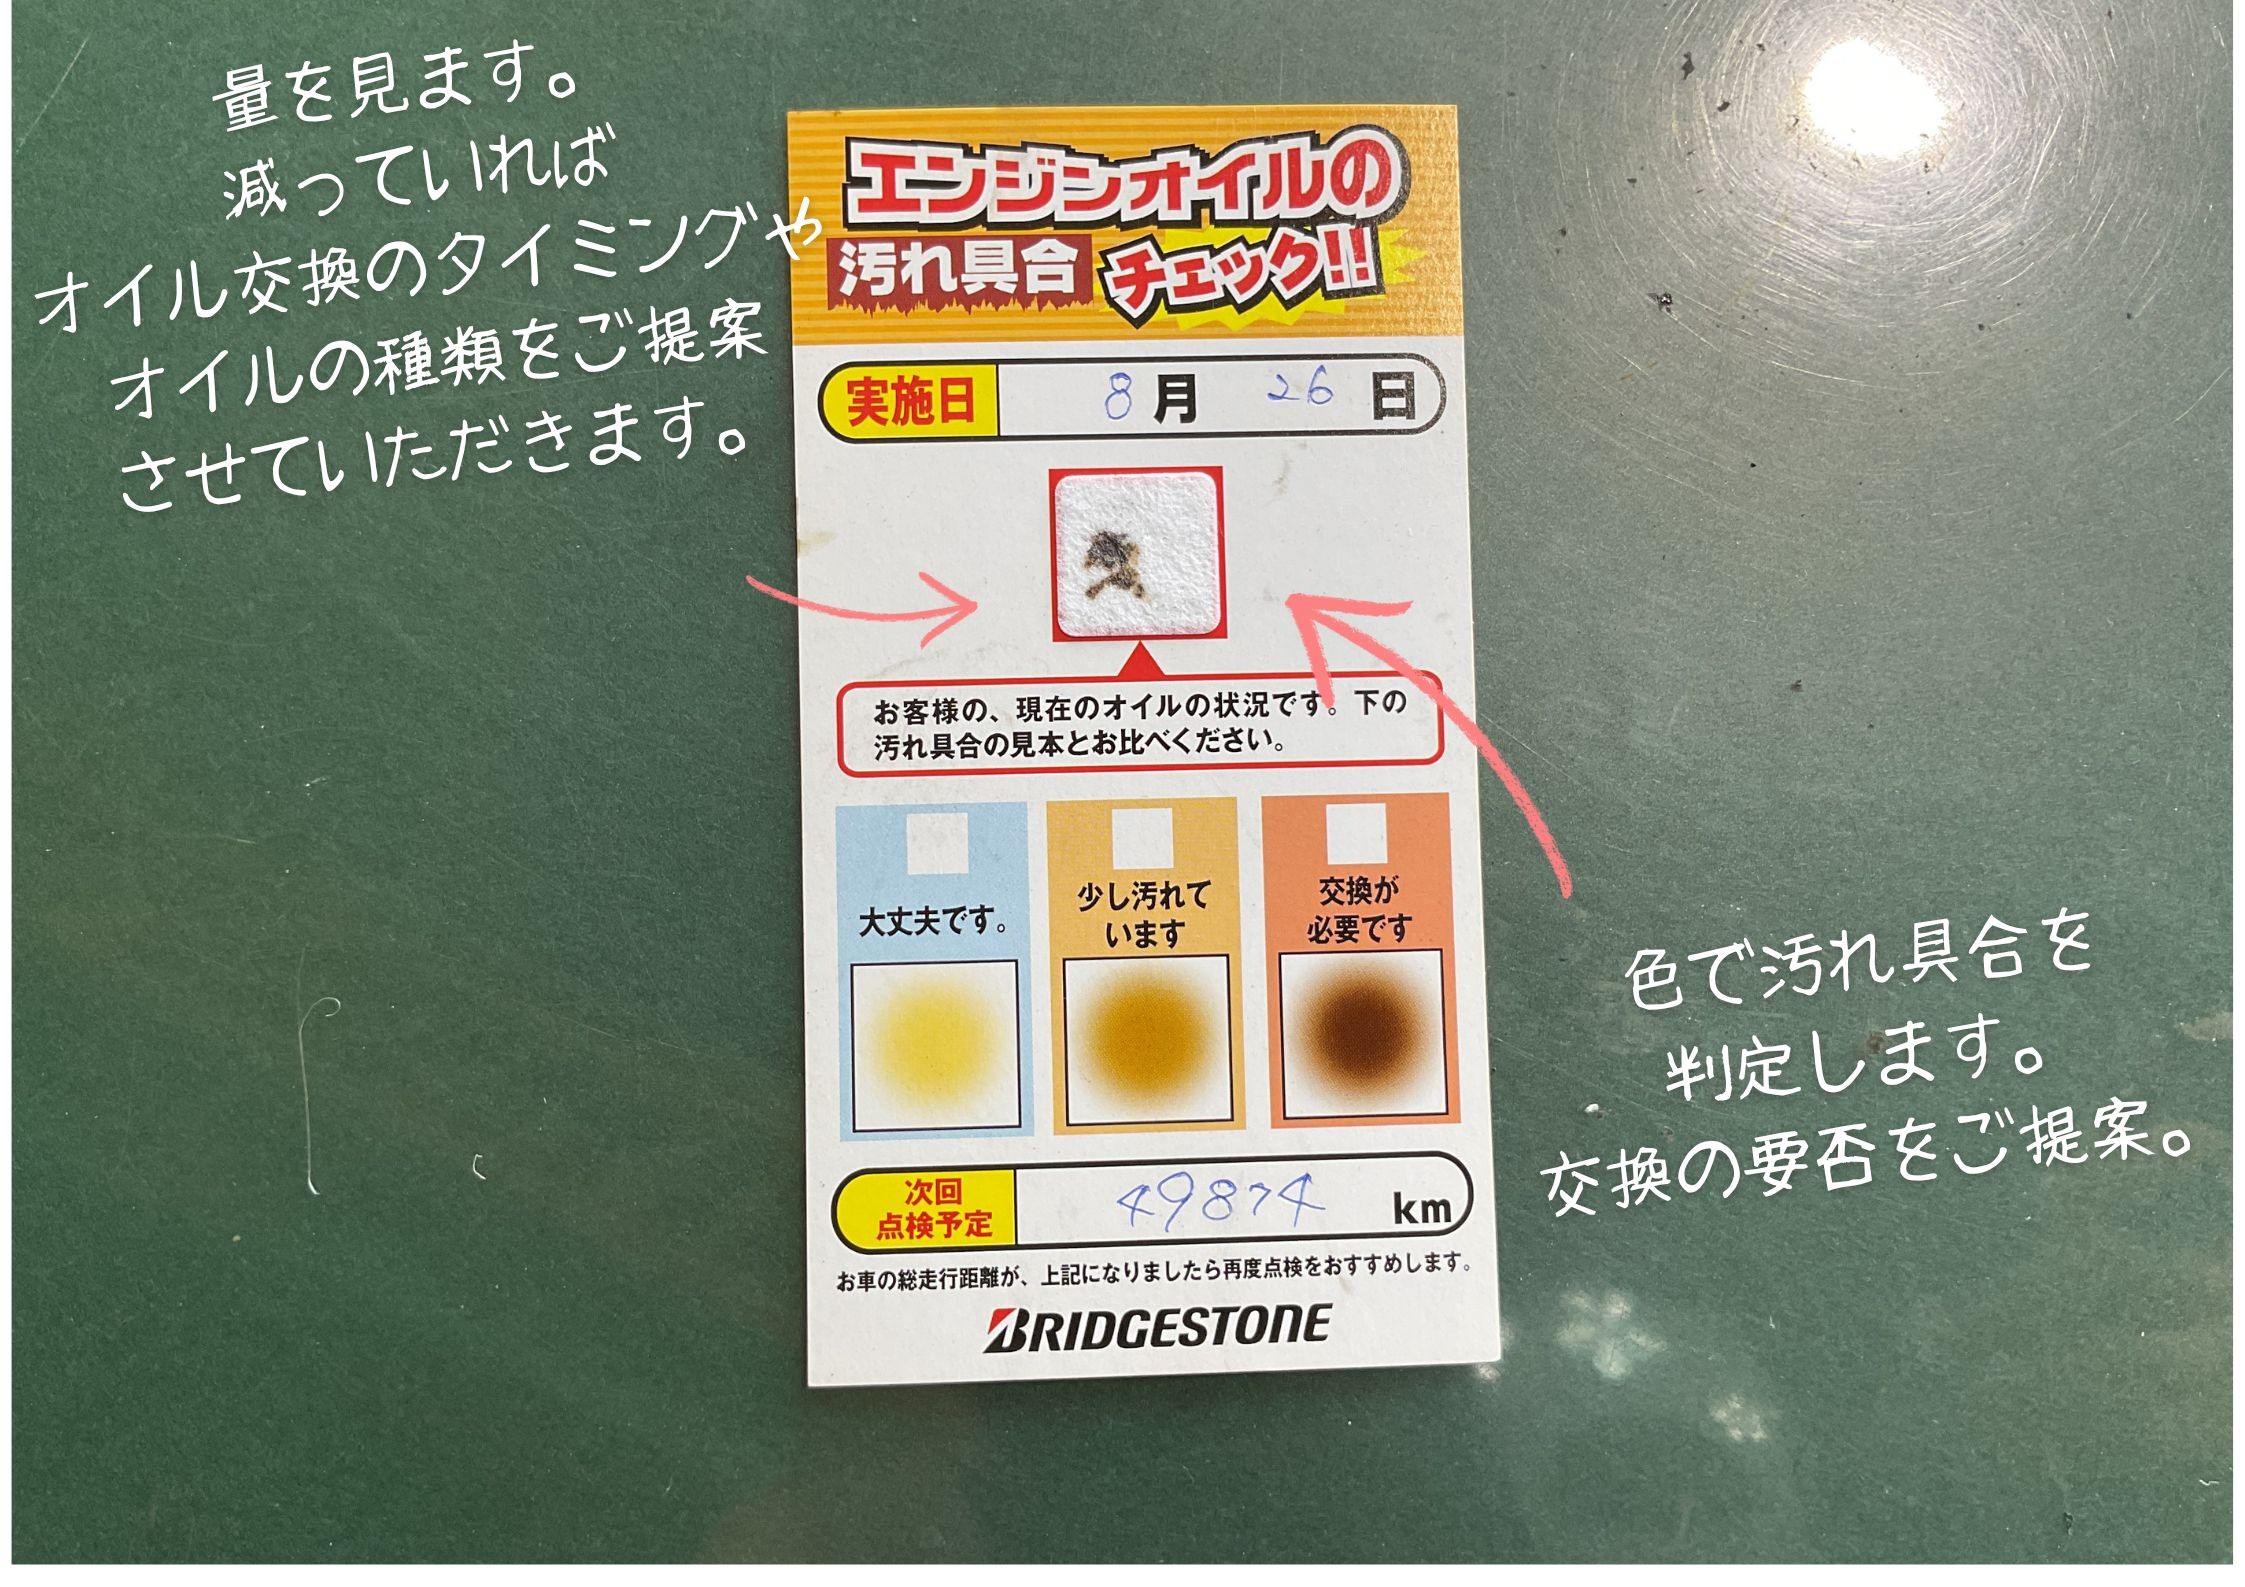 量を見ます。
減っていれば
オイル交換のタイミングや
オイルの種類をご提案
させていただきます。
エンジンオイルの
汚れ具合 チェック!!
実施日 8月 26日
お客様の、現在のオイルの状況です。下の
汚れ具合の見本とお比べください。
大丈夫です。
少し汚れて
います
交換が
必要です
色で汚れ具合を
判定します。
交換の要否をご提案。
次回
点検予定
49874 km
お車の総走行距離が、上記になりましたら再度点検をおすすめします。
BRIDGESTONE